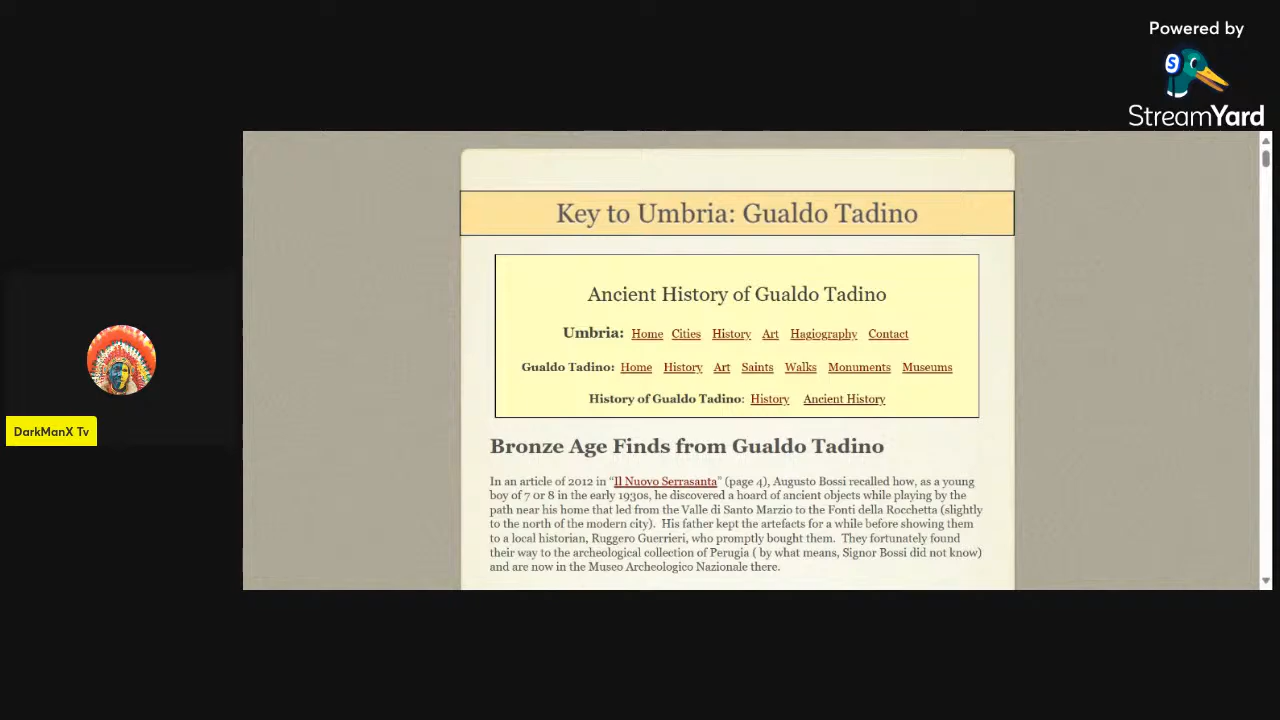 Powered by
S
StreamYard
Key to Umbria: Gualdo Tadino
Ancient History of Gualdo Tadino
Umbria: Home Cities History Art Hagiography Contact
Gualdo Tadino: Home History Art Saints Walks Monuments Museums
History of Gualdo Tadino: History Ancient History
Bronze Age Finds from Gualdo Tadino
In an article of 2012 in “Il Nuovo Serrasanta” (page 4), Augusto Bossi recalled how, as a young
boy of 7 or 8 in the early 1930s, he discovered a hoard of ancient objects while playing by the
path near his home that led from the Valle di Santo Marzio to the Fonti della Rocchetta (slightly
to the north of the modern city). His father kept the artefacts for a while before showing them
to a local historian, Ruggero Guerrieri, who promptly bought them. They fortunately found
their way to the archeological collection of Perugia ( by what means, Signor Bossi did not know)
and are now in the Museo Archeologico Nazionale there.
DarkManX Tv